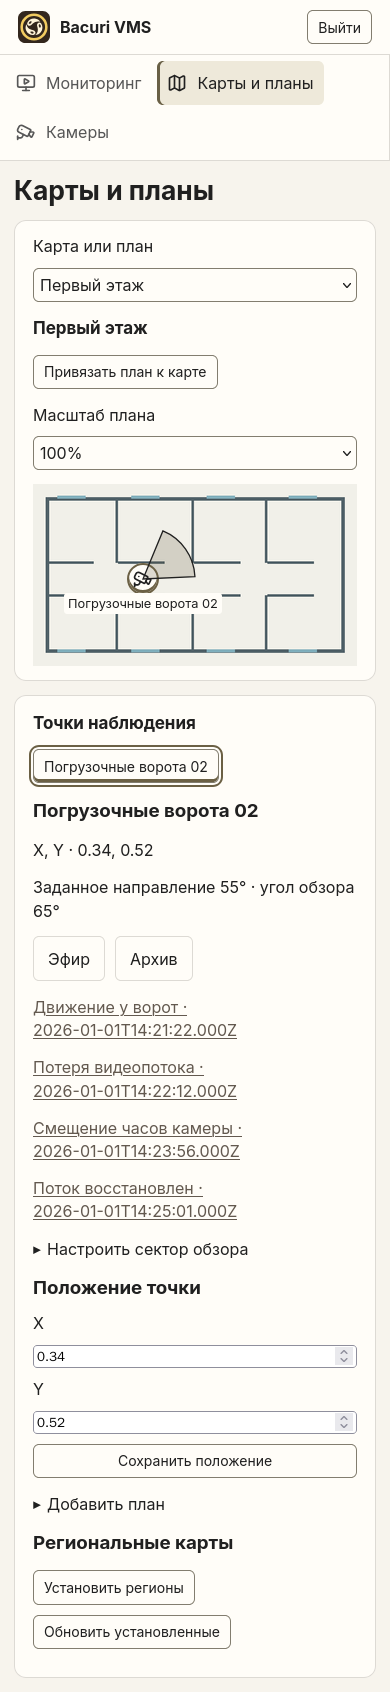 Bacuri VMS
Выйти
Мониторинг
Карты и планы
Камеры
Карты и планы
Карта или план
Первый этаж
Первый этаж
Привязать план к карте
Масштаб плана
100%
Погрузочные ворота 02
Точки наблюдения
Погрузочные ворота 02
Погрузочные ворота 02
X, Y · 0.34, 0.52
Заданное направление 55° · угол обзора
65°
Эфир
Архив
Движение у ворот ·
2026-01-01T14:21:22.000Z
Потеря видеопотока ·
2026-01-01T14:22:12.000Z
Смещение часов камеры ·
2026-01-01T14:23:56.000Z
Поток восстановлен ·
2026-01-01T14:25:01.000Z
▸ Настроить сектор обзора
Положение точки
X
0.34
Y
0.52
Сохранить положение
▸ Добавить план
Региональные карты
Установить регионы
Обновить установленные